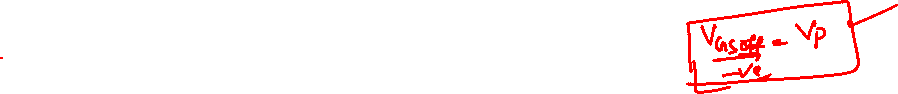 VGSoff = Vp
-ve